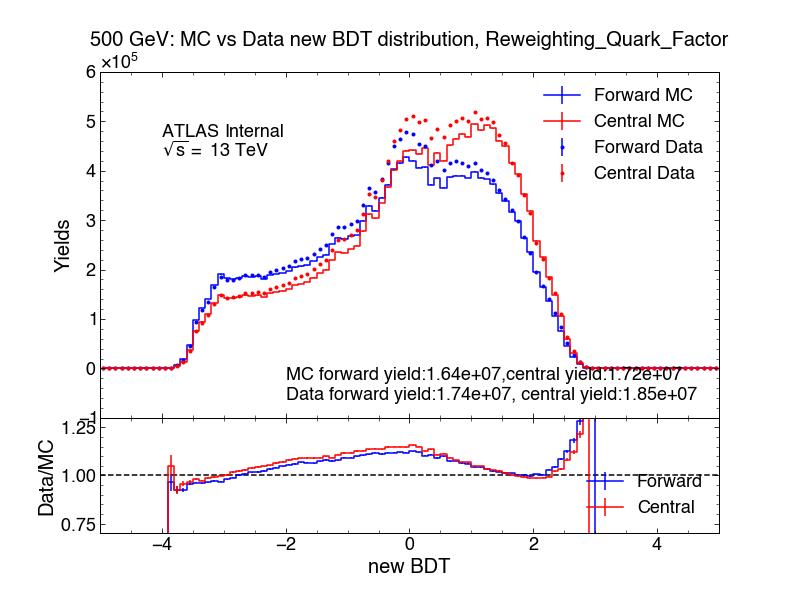 500 GeV: MC vs Data new BDT distribution, Reweighting_Quark_Factor
×10⁵
6
5
4
3
2
1
0
−1
Yields
ATLAS Internal
√s = 13 TeV
Forward MC
Central MC
Forward Data
Central Data
MC forward yield:1.64e+07,central yield:1.72e+07
Data forward yield:1.74e+07, central yield:1.85e+07
1.25
1.00
0.75
Data/MC
Forward
Central
−4 −2 0 2 4
new BDT